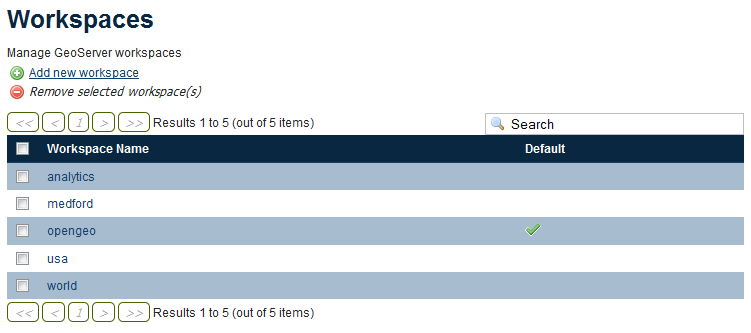 Workspaces
Manage GeoServer workspaces
Add new workspace
Remove selected workspace(s)
<< < 1 > >> Results 1 to 5 (out of 5 items) Search
Workspace Name Default
analytics
medford
opengeo
usa
world
<< < 1 > >> Results 1 to 5 (out of 5 items)